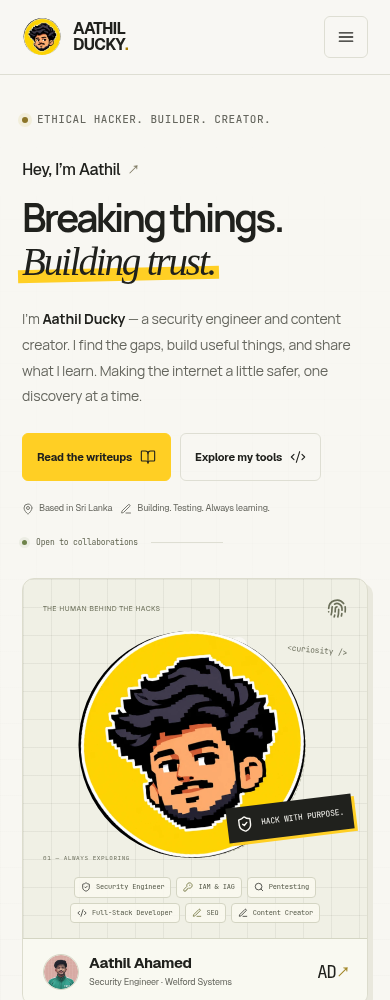 AATHIL
DUCKY.
ETHICAL HACKER. BUILDER. CREATOR.
Hey, I'm Aathil ↗
Breaking things.
Building trust.
I'm Aathil Ducky — a security engineer and content
creator. I find the gaps, build useful things, and share
what I learn. Making the internet a little safer, one
discovery at a time.
Read the writeups
Explore my tools </>
Based in Sri Lanka
Building. Testing. Always learning.
Open to collaborations
THE HUMAN BEHIND THE HACKS
<curiosity />
HACK WITH PURPOSE.
01 — ALWAYS EXPLORING
Security Engineer
IAM & IAG
Pentesting
</> Full-Stack Developer
SEO
Content Creator
Aathil Ahamed
Security Engineer · Welford Systems
AD↗